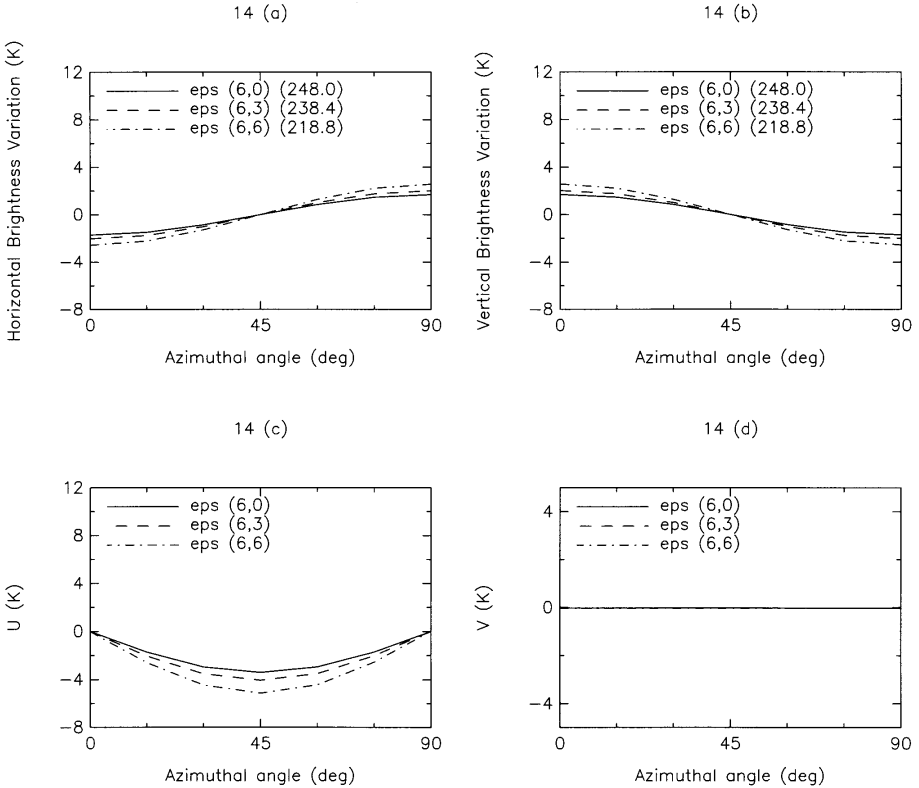 14 (a)
Horizontal Brightness Variation (K)
12
8
4
0
−4
−8
eps (6,0) (248.0)
eps (6,3) (238.4)
eps (6,6) (218.8)
0
45
90
Azimuthal angle (deg)
14 (b)
Vertical Brightness Variation (K)
12
8
4
0
−4
−8
eps (6,0) (248.0)
eps (6,3) (238.4)
eps (6,6) (218.8)
0
45
90
Azimuthal angle (deg)
14 (c)
U (K)
12
8
4
0
−4
−8
eps (6,0)
eps (6,3)
eps (6,6)
0
45
90
Azimuthal angle (deg)
14 (d)
V (K)
4
0
−4
eps (6,0)
eps (6,3)
eps (6,6)
0
45
90
Azimuthal angle (deg)